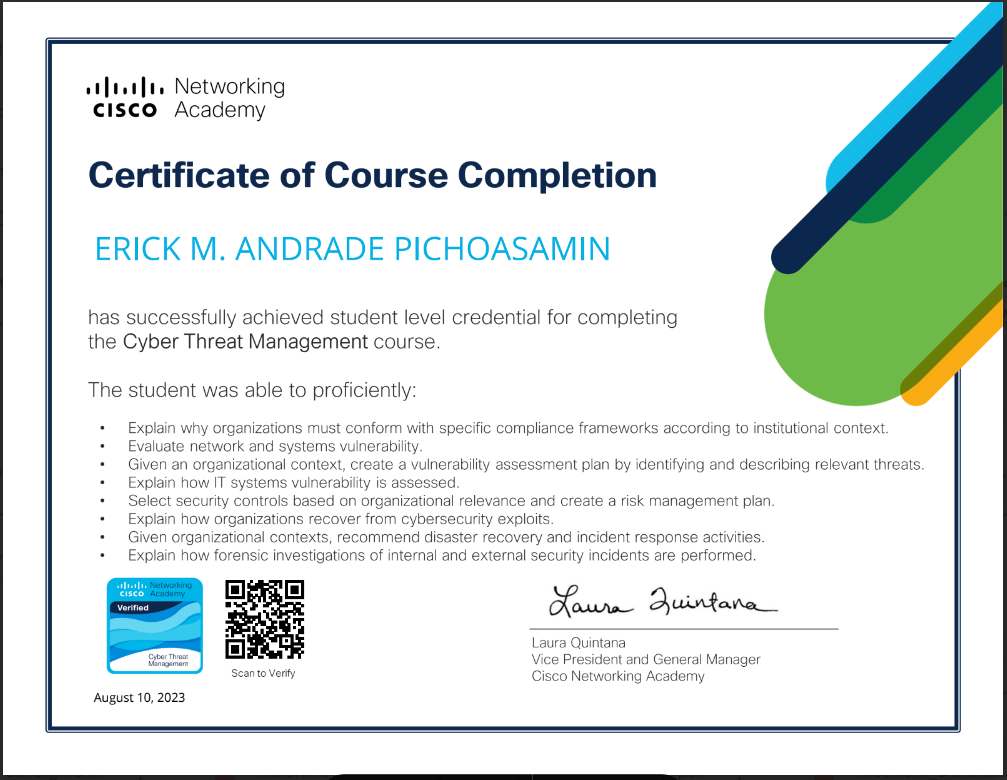 Networking
Academy
CISCO
Certificate of Course Completion
ERICK M. ANDRADE PICHOASAMIN
has successfully achieved student level credential for completing
the Cyber Threat Management course.
The student was able to proficiently:
• Explain why organizations must conform with specific compliance frameworks according to institutional context.
• Evaluate network and systems vulnerability.
• Given an organizational context, create a vulnerability assessment plan by identifying and describing relevant threats.
• Explain how IT systems vulnerability is assessed.
• Select security controls based on organizational relevance and create a risk management plan.
• Explain how organizations recover from cybersecurity exploits.
• Given organizational contexts, recommend disaster recovery and incident response activities.
• Explain how forensic investigations of internal and external security incidents are performed.
Networking
CISCO Academy
Verified
Cyber Threat
Management
Scan to Verify
August 10, 2023
Laura Quintana
Laura Quintana
Vice President and General Manager
Cisco Networking Academy